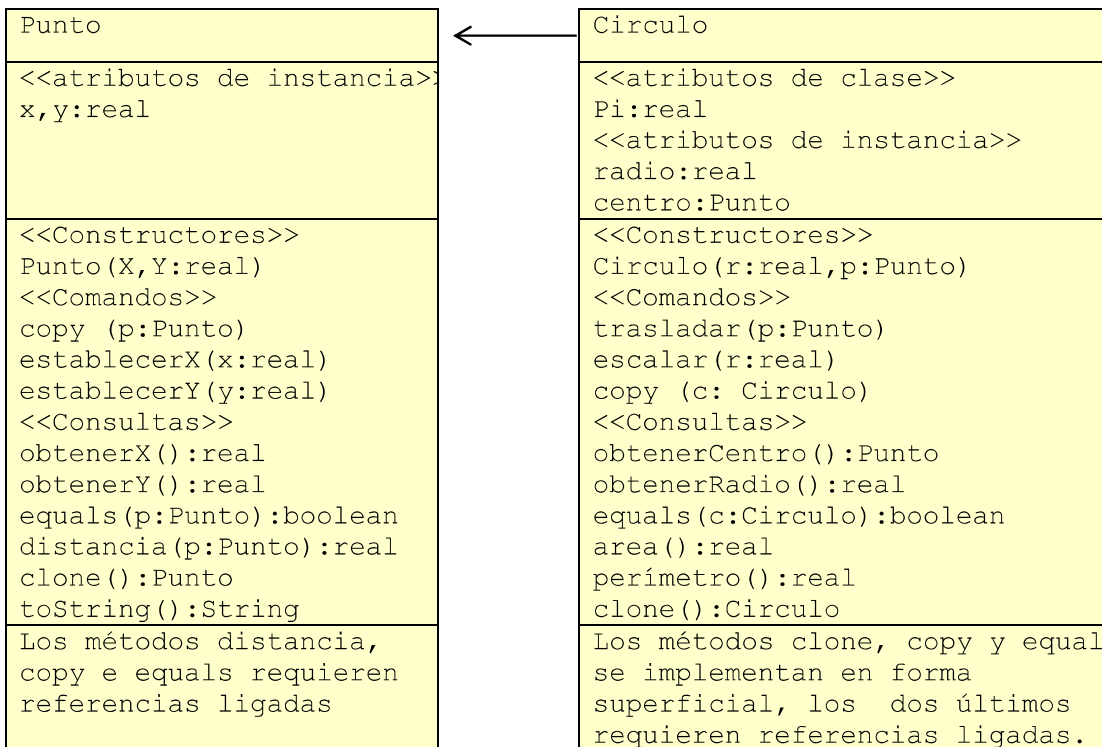 Punto
<<atributos de instancia>>
x,y:real
<<Constructores>>
Punto(X,Y:real)
<<Comandos>>
copy (p:Punto)
establecerX(x:real)
establecerY(y:real)
<<Consultas>>
obtenerX():real
obtenerY():real
equals(p:Punto):boolean
distancia(p:Punto):real
clone():Punto
toString():String
Los métodos distancia,
copy e equals requieren
referencias ligadas
Circulo
<<atributos de clase>>
Pi:real
<<atributos de instancia>>
radio:real
centro:Punto
<<Constructores>>
Circulo(r:real,p:Punto)
<<Comandos>>
trasladar(p:Punto)
escalar(r:real)
copy (c: Circulo)
<<Consultas>>
obtenerCentro():Punto
obtenerRadio():real
equals(c:Circulo):boolean
area():real
perímetro():real
clone():Circulo
Los métodos clone, copy y equal
se implementan en forma
superficial, los dos últimos
requieren referencias ligadas.